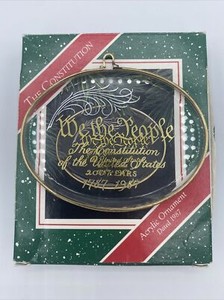 THE CONSTITUTION
We the People
The Constitution
of the United States
200 YEARS
1787 1987
Acrylic Ornament
Dated 1987